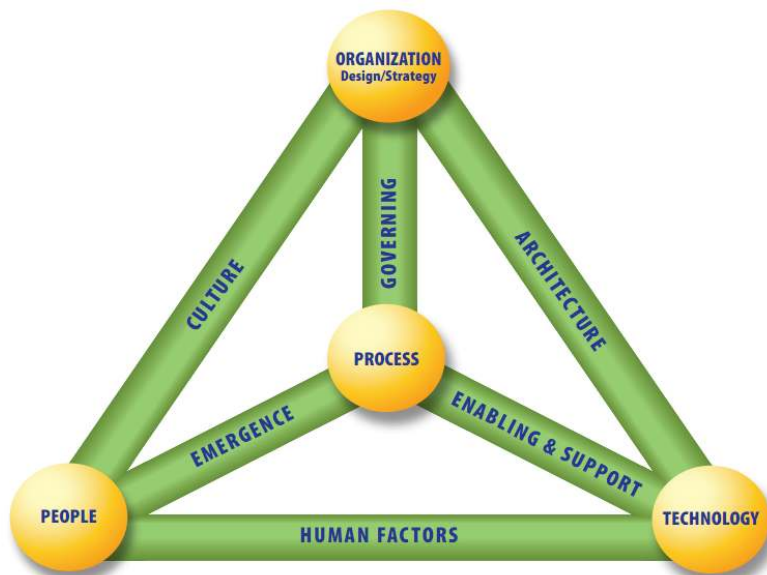 ORGANIZATION
Design/Strategy
GOVERNING
CULTURE
ARCHITECTURE
PROCESS
EMERGENCE
ENABLING & SUPPORT
PEOPLE
TECHNOLOGY
HUMAN FACTORS